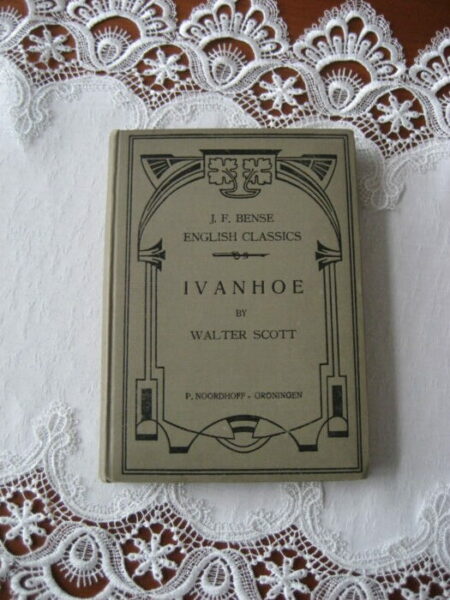 J. F. BENSE
ENGLISH CLASSICS
IVANHOE
BY
WALTER SCOTT
P. NOORDHOFF - GRONINGEN